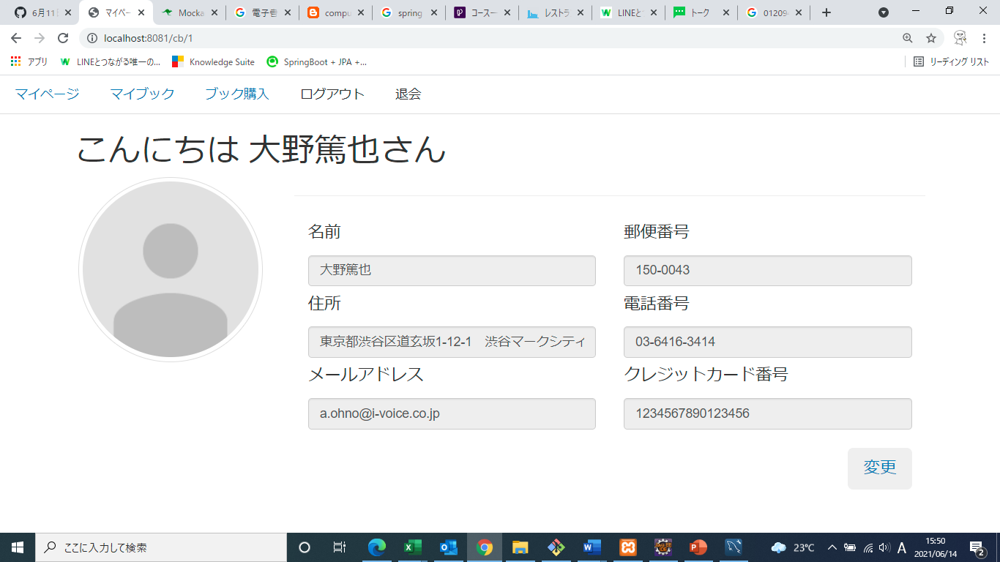 6月11日
マイペー
Mocka
電子書
compu
spring
コース一
レストラ
LINEと
トーク
01209
localhost:8081/cb/1
アプリ
LINEとつながる唯一の...
Knowledge Suite
SpringBoot + JPA +,...
リーディング リスト
マイページ マイブック ブック購入 ログアウト 退会
こんにちは 大野篤也さん
名前
郵便番号
大野篤也
150-0043
住所
電話番号
東京都渋谷区道玄坂1-12-1　渋谷マークシティ
03-6416-3414
メールアドレス
クレジットカード番号
a.ohno@i-voice.co.jp
1234567890123456
変更
ここに入力して検索
23℃
A
15:50
2021/06/14
2